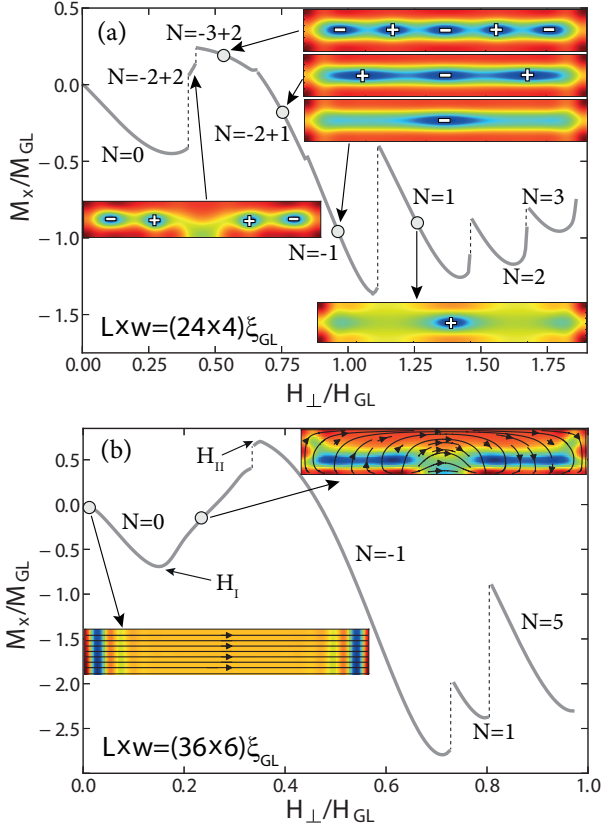 (a)
N=-3+2
N=-2+2
N=0
N=-2+1
N=-1
N=1
N=3
N=2
− + − + −
+ − +
−
− + + −
+
0.5
0.0
−0.5
−1.0
−1.5
M_x/M_GL
L×w=(24×4)ξ_GL
0.00 0.25 0.50 0.75 1.00 1.25 1.50 1.75
H_⊥/H_GL
(b)
H_II
N=0
N=-1
H_I
N=5
N=1
0.5
0.0
−0.5
−1.0
−1.5
−2.0
−2.5
M_x/M_GL
L×w=(36×6)ξ_GL
0.0 0.2 0.4 0.6 0.8 1.0
H_⊥/H_GL